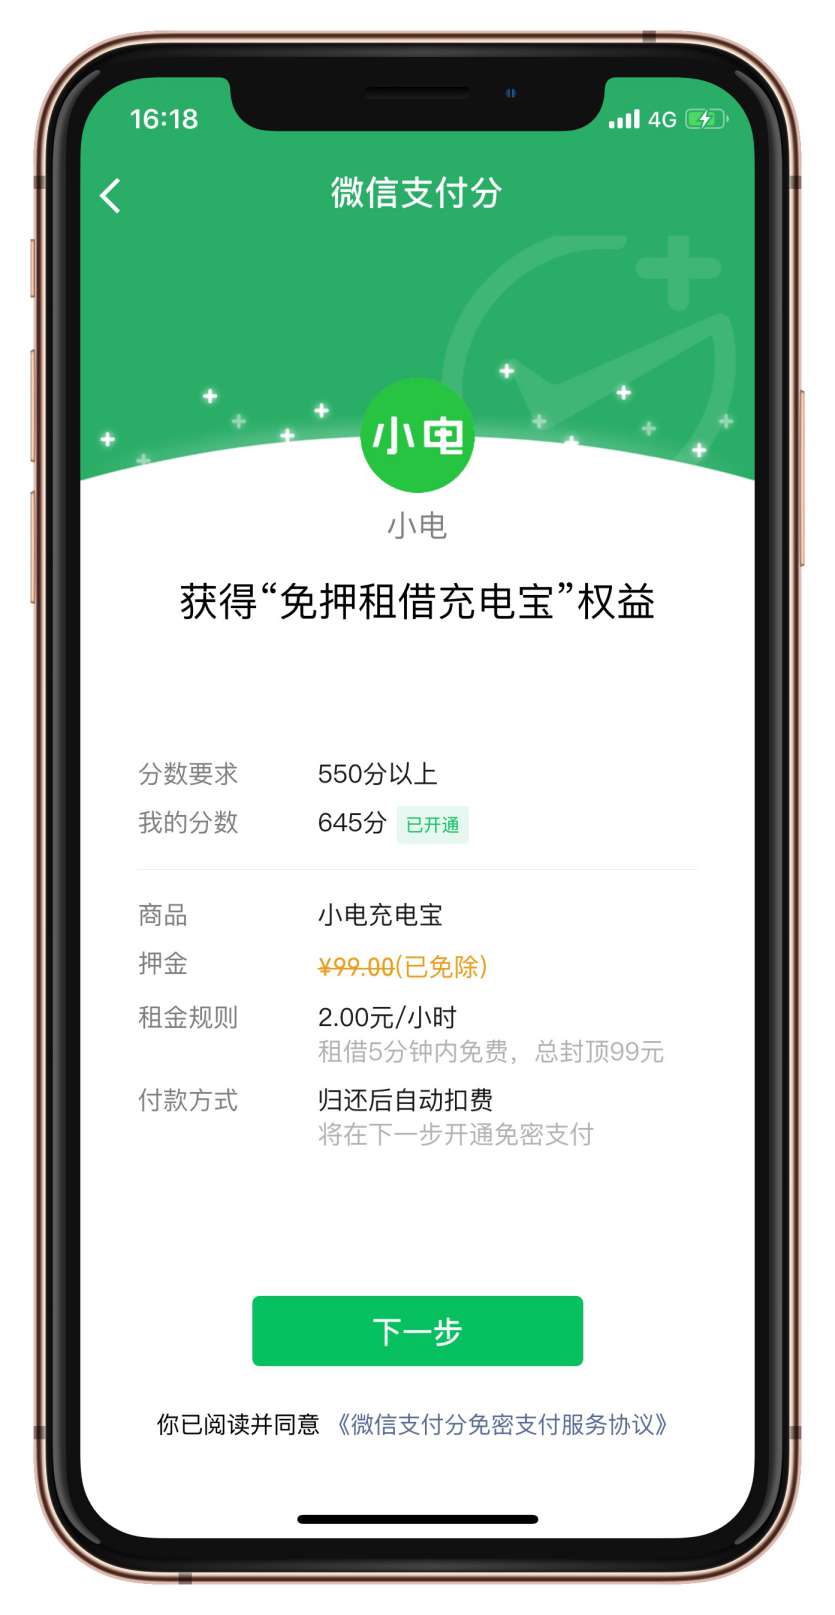 16:18
4G
微信支付分
小电
小电
获得“免押租借充电宝”权益
分数要求 550分以上
我的分数 645分 已开通
商品 小电充电宝
押金 ¥99.00(已免除)
租金规则 2.00元/小时
租借5分钟内免费，总封顶99元
付款方式 归还后自动扣费
将在下一步开通免密支付
下一步
你已阅读并同意《微信支付分免密支付服务协议》